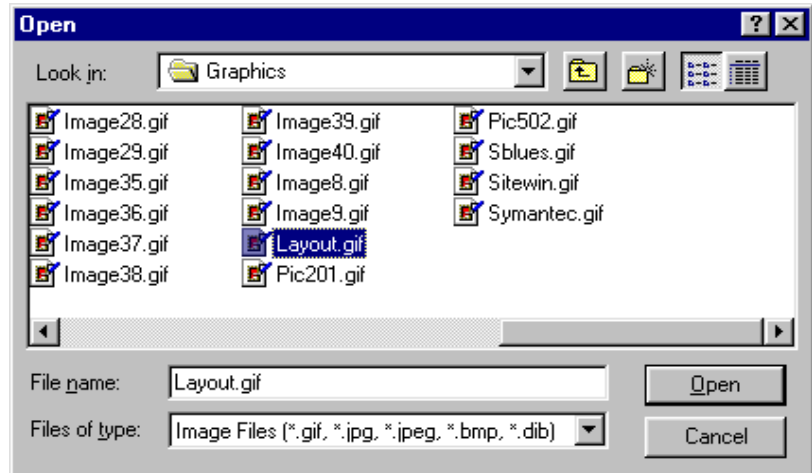 Open
Look in: Graphics
Image28.gif Image39.gif Pic502.gif
Image29.gif Image40.gif Sblues.gif
Image35.gif Image8.gif Sitewin.gif
Image36.gif Image9.gif Symantec.gif
Image37.gif Layout.gif
Image38.gif Pic201.gif
File name: Layout.gif Open
Files of type: Image Files (*.gif, *.jpg, *.jpeg, *.bmp, *.dib) Cancel